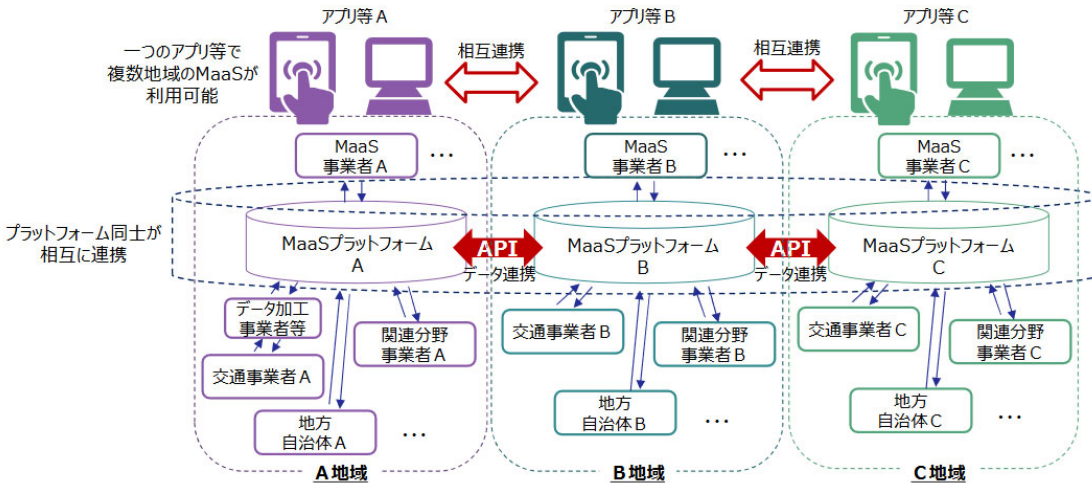 アプリ等A
アプリ等B
アプリ等C
一つのアプリ等で
複数地域のMaaSが
利用可能
相互連携
相互連携
MaaS
事業者A
…
MaaS
事業者B
…
MaaS
事業者C
…
プラットフォーム同士が
相互に連携
MaaSプラットフォーム
A
API
データ連携
MaaSプラットフォーム
B
API
データ連携
MaaSプラットフォーム
C
データ加工
事業者等
交通事業者A
関連分野
事業者A
地方
自治体A
…
交通事業者B
関連分野
事業者B
地方
自治体B
…
交通事業者C
関連分野
事業者C
地方
自治体C
…
A地域
B地域
C地域